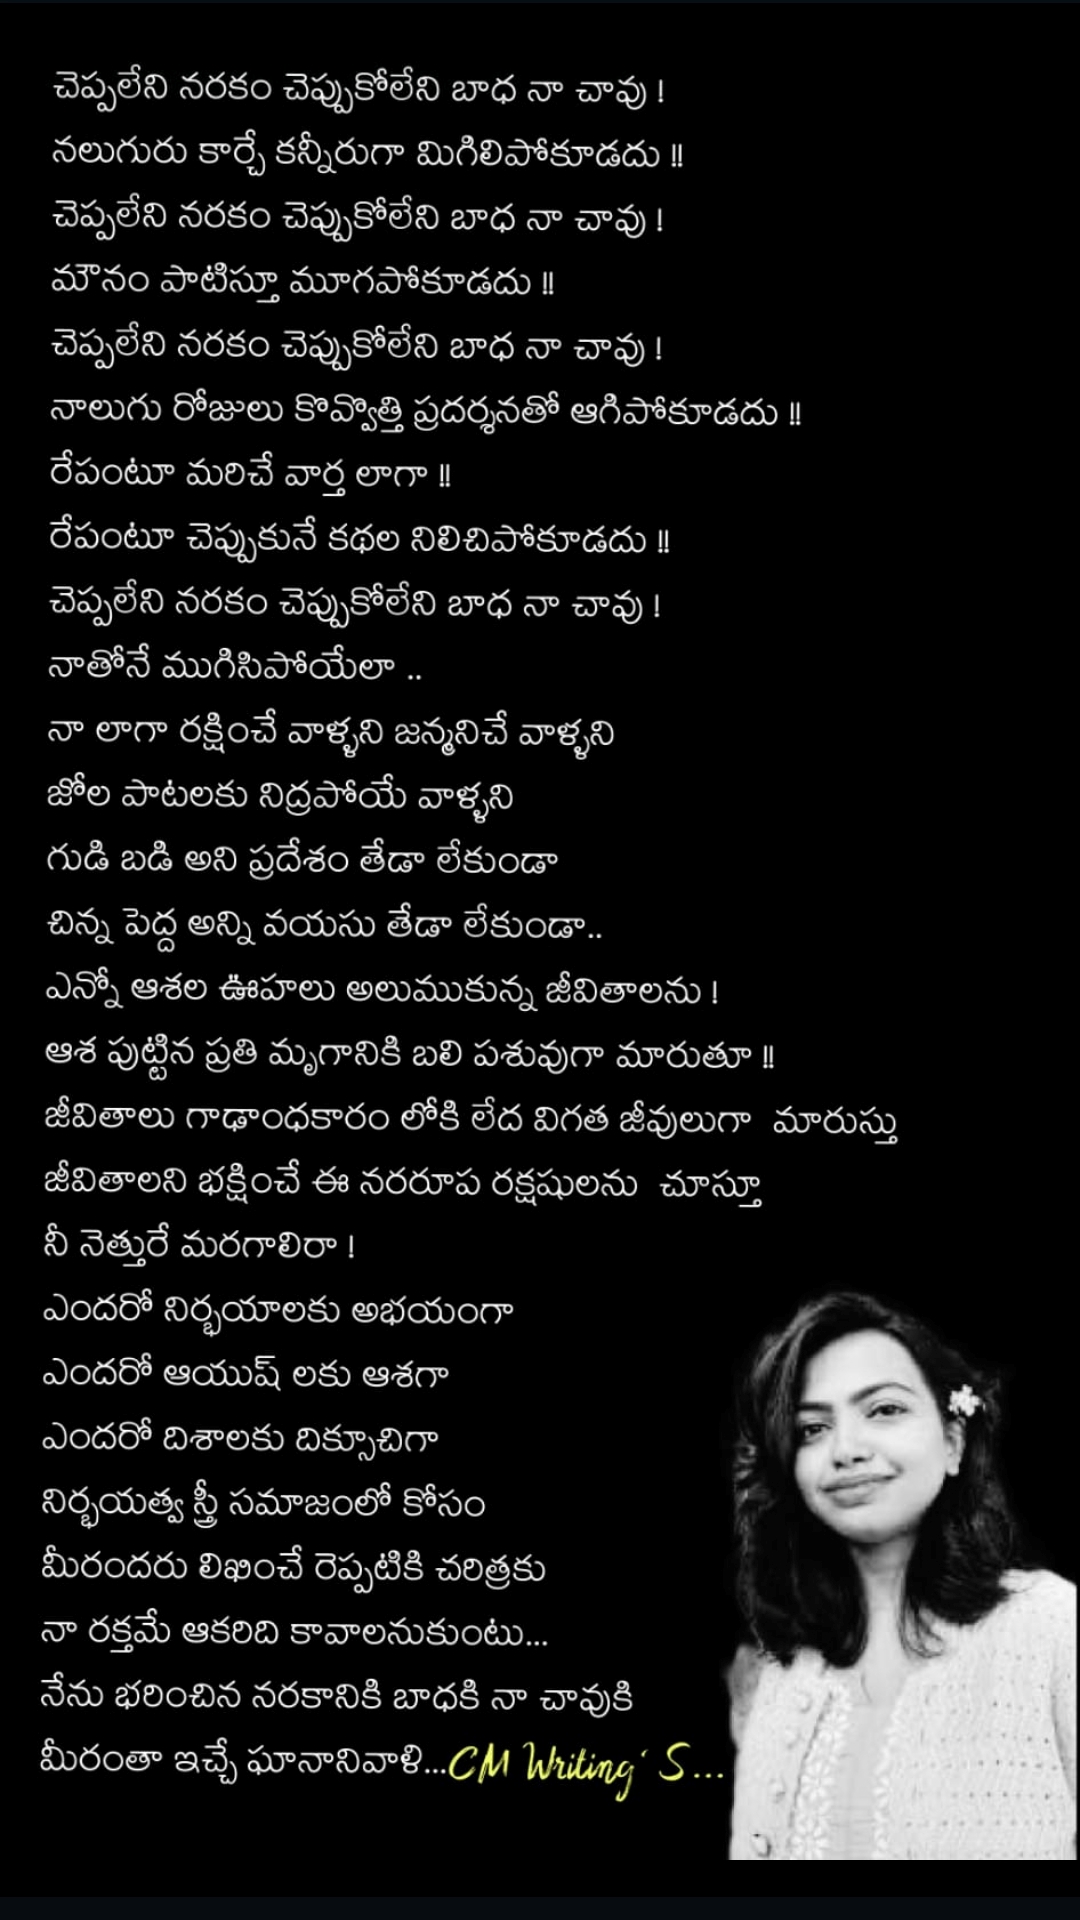 చెప్పలేని నరకం చెప్పుకోలేని బాధ నా చావు !
నలుగురు కార్చే కన్నీరుగా మిగిలిపోకూడదు !!
చెప్పలేని నరకం చెప్పుకోలేని బాధ నా చావు !
మౌనం పాటిస్తూ మూగపోకూడదు !!
చెప్పలేని నరకం చెప్పుకోలేని బాధ నా చావు !
నాలుగు రోజులు కొవ్వొత్తి ప్రదర్శనతో ఆగిపోకూడదు !!
రేపంటూ మరిచే వార్త లాగా !!
రేపంటూ చెప్పుకునే కథల నిలిచిపోకూడదు !!
చెప్పలేని నరకం చెప్పుకోలేని బాధ నా చావు !
నాతోనే ముగిసిపోయేలా ..
నా లాగా రక్షించే వాళ్ళని జన్మనిచే వాళ్ళని
జోల పాటలకు నిద్రపోయే వాళ్ళని
గుడి బడి అని ప్రదేశం తేడా లేకుండా
చిన్న పెద్ద అన్ని వయసు తేడా లేకుండా..
ఎన్నో ఆశల ఊహలు అలుముకున్న జీవితాలను !
ఆశ పుట్టిన ప్రతి మృగానికి బలి పశువుగా మారుతూ !!
జీవితాలు గాఢాంధకారం లోకి లేద విగత జీవులుగా  మారుస్తు
జీవితాలని భక్షించే ఈ నరరూప రక్షషులను  చూస్తూ
నీ నెత్తురే మరగాలిరా !
ఎందరో నిర్భయాలకు అభయంగా
ఎందరో ఆయుష్ లకు ఆశగా
ఎందరో దిశాలకు దిక్సూచిగా
నిర్భయత్వ స్త్రీ సమాజంలో కోసం
మీరందరు లిఖించే రెప్పటికి చరిత్రకు
నా రక్తమే ఆకరిది కావాలనుకుంటు...
నేను భరించిన నరకానికి బాధకి నా చావుకి
మీరంతా ఇచ్చే ఘానానివాళి...CM Writing' S...